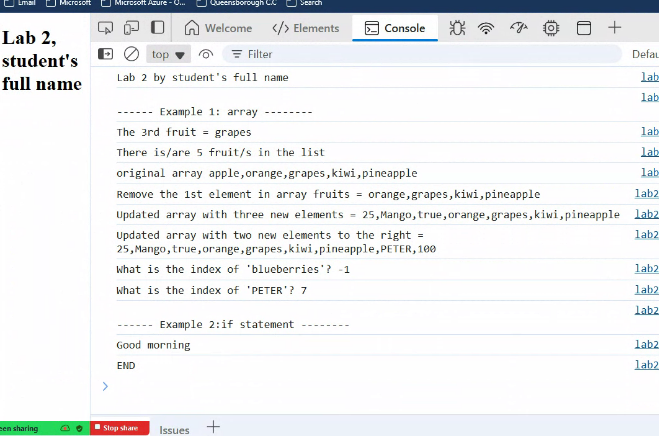 Email Microsoft Microsoft Azure - O... Queensborough C.C Search
Welcome </> Elements Console
top Filter Defau
Lab 2,
student's
full name
Lab 2 by student's full name lab
lab
------ Example 1: array --------
The 3rd fruit = grapes lab
There is/are 5 fruit/s in the list lab
original array apple,orange,grapes,kiwi,pineapple lab
Remove the 1st element in array fruits = orange,grapes,kiwi,pineapple lab2
Updated array with three new elements = 25,Mango,true,orange,grapes,kiwi,pineapple lab2
Updated array with two new elements to the right = lab2
25,Mango,true,orange,grapes,kiwi,pineapple,PETER,100
What is the index of 'blueberries'? -1 lab2
What is the index of 'PETER'? 7 lab2
lab2
------ Example 2:if statement --------
Good morning lab2
END lab2
>
een sharing Stop share Issues